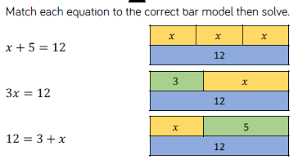 Match each equation to the correct bar model then solve.
x + 5 = 12
x x x
12
3x = 12
3 x
12
12 = 3 + x
x 5
12